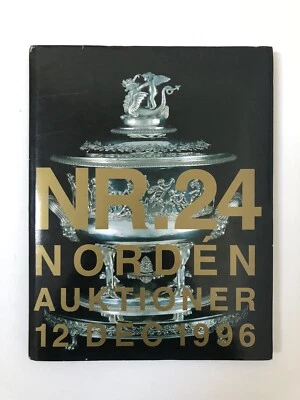 NR.24
NORDÉN
AUKTIONER
12 DEC 1996